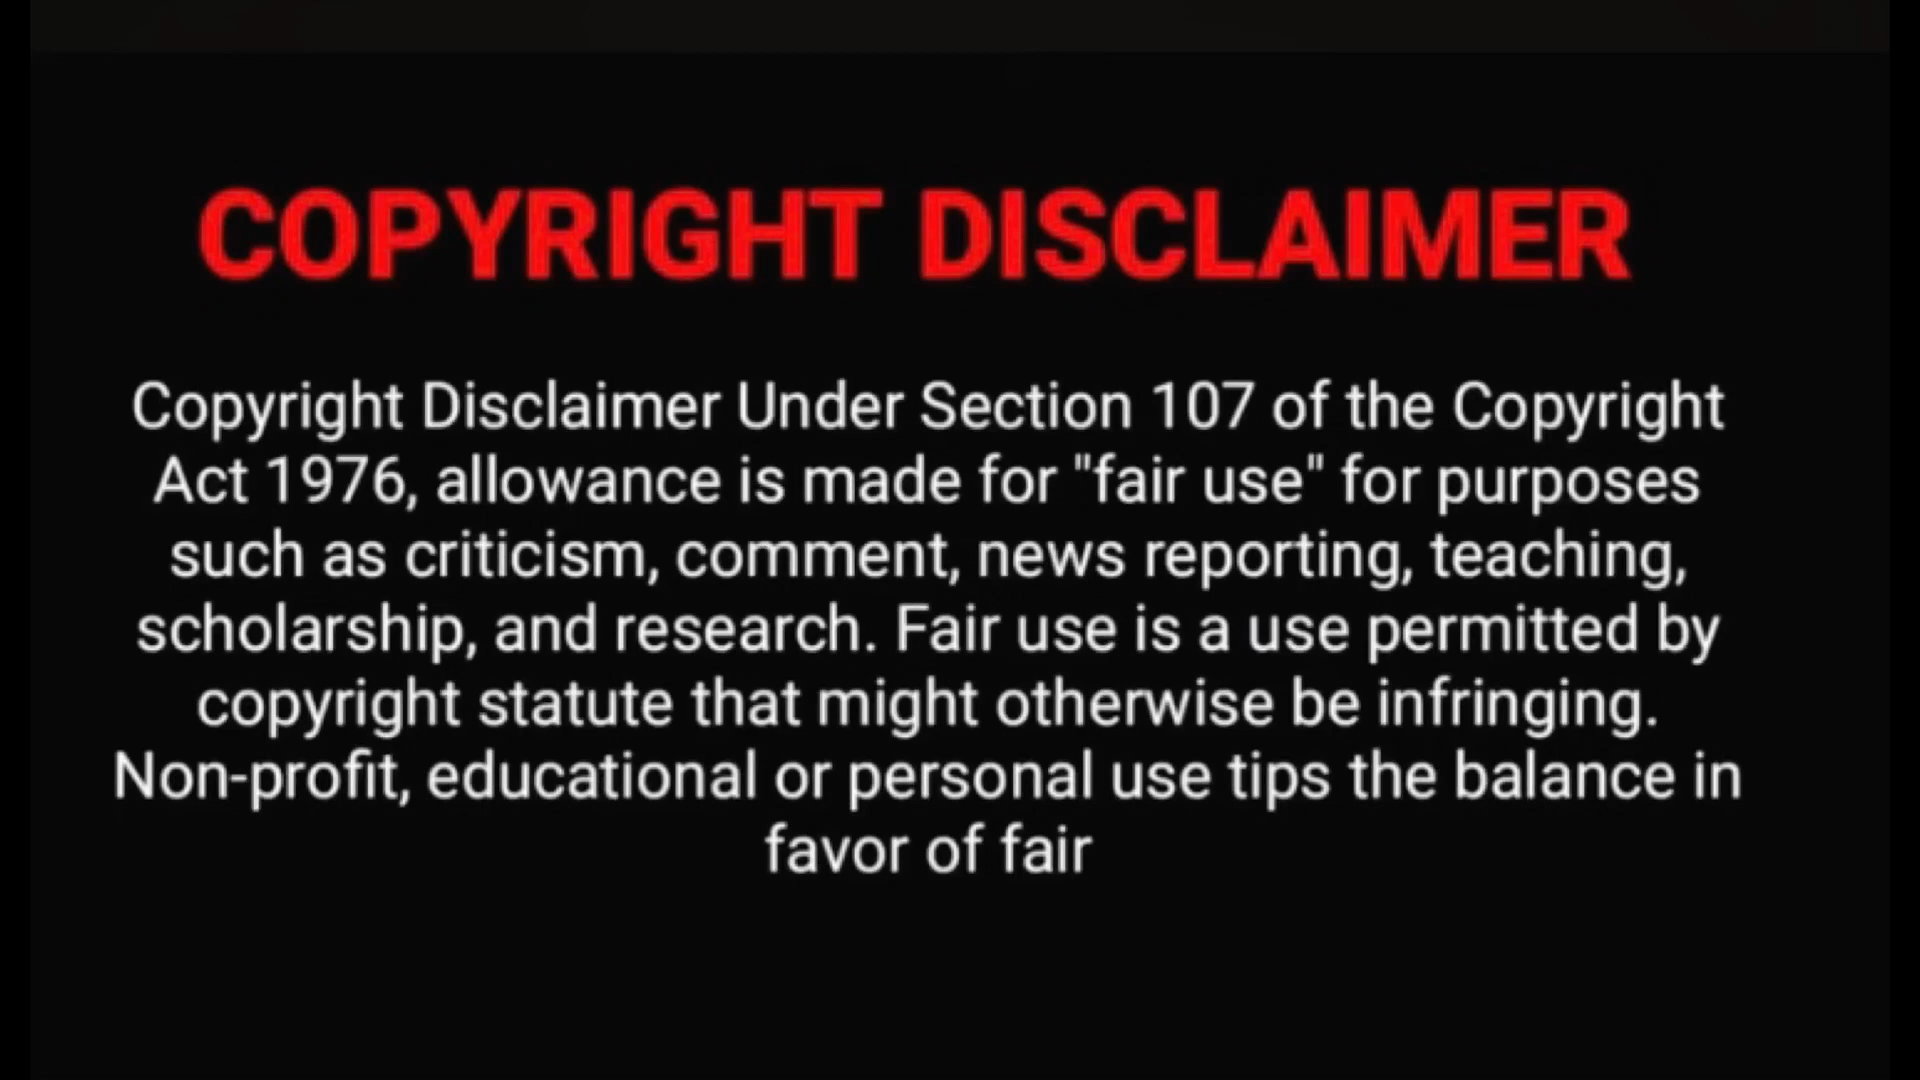 COPYRIGHT DISCLAIMER
Copyright Disclaimer Under Section 107 of the Copyright
Act 1976, allowance is made for "fair use" for purposes
such as criticism, comment, news reporting, teaching,
scholarship, and research. Fair use is a use permitted by
copyright statute that might otherwise be infringing.
Non-profit, educational or personal use tips the balance in
favor of fair